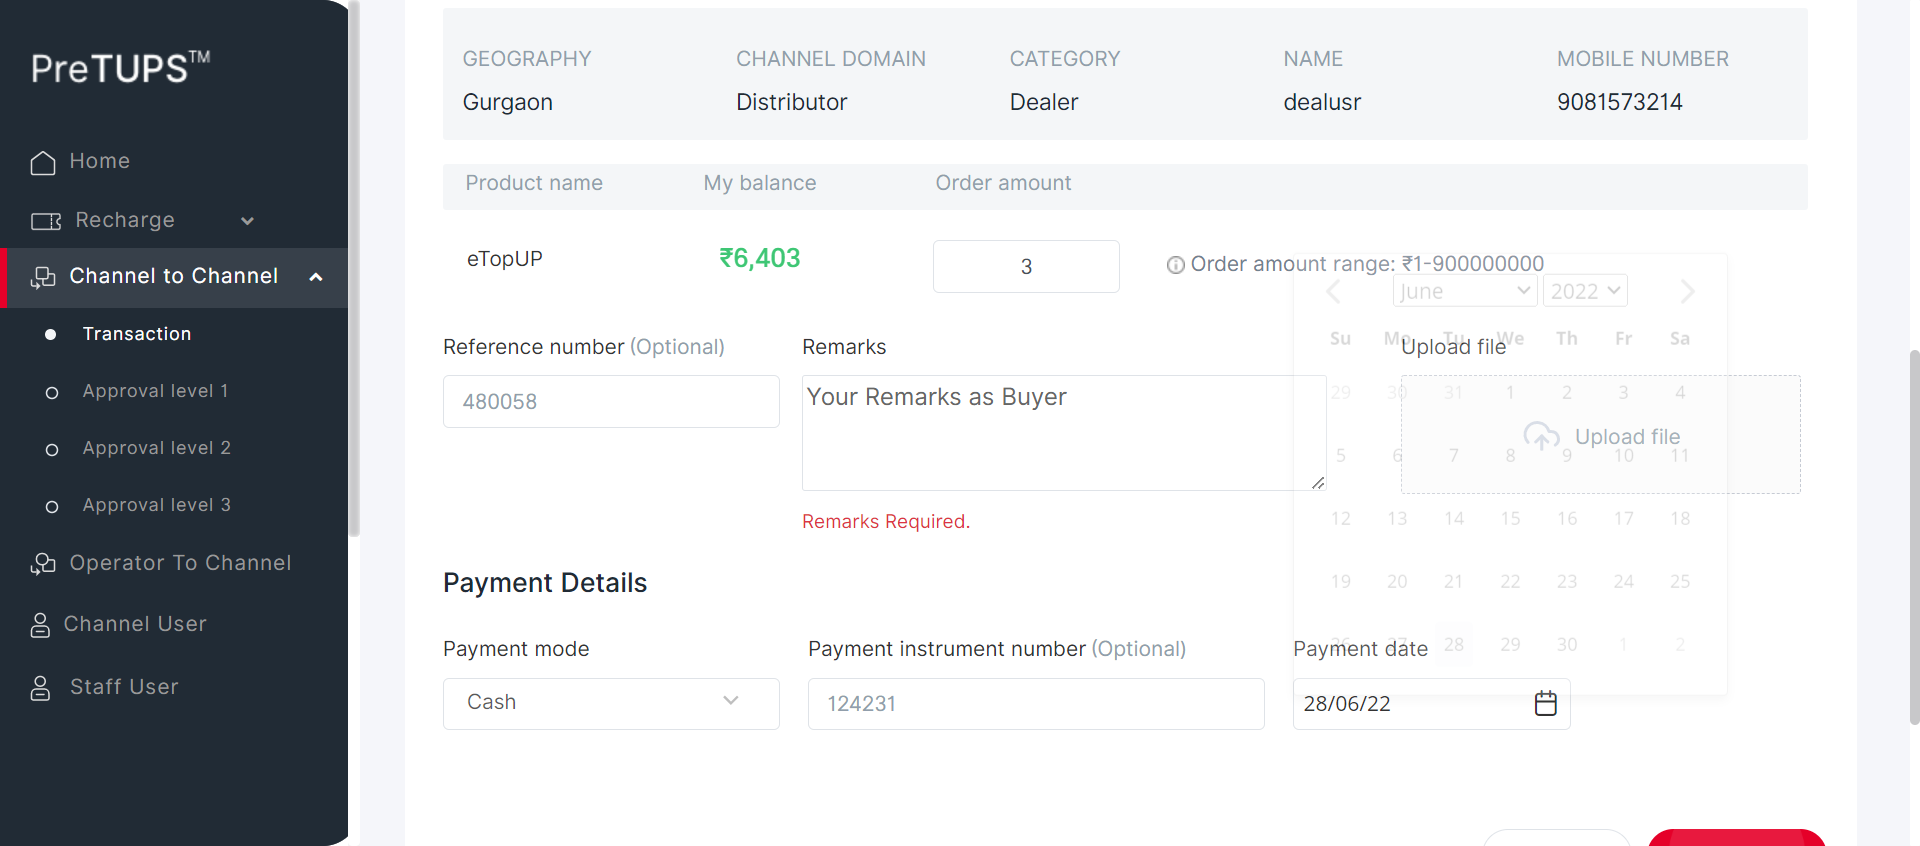 PreTUPS™
Home
Recharge
Channel to Channel
Transaction
Approval level 1
Approval level 2
Approval level 3
Operator To Channel
Channel User
Staff User
GEOGRAPHY CHANNEL DOMAIN CATEGORY NAME MOBILE NUMBER
Gurgaon Distributor Dealer dealusr 9081573214
Product name My balance Order amount
eTopUP ₹6,403 3 Order amount range: ₹1-900000000
June 2022
Su Mo Tu We Th Fr Sa
29 30 31 1 2 3 4
5 6 7 8 9 10 11
12 13 14 15 16 17 18
19 20 21 22 23 24 25
26 27 28 29 30 1 2
Reference number (Optional) Remarks Upload file
480058 Your Remarks as Buyer Upload file
Remarks Required.
Payment Details
Payment mode Payment instrument number (Optional) Payment date
Cash 124231 28/06/22